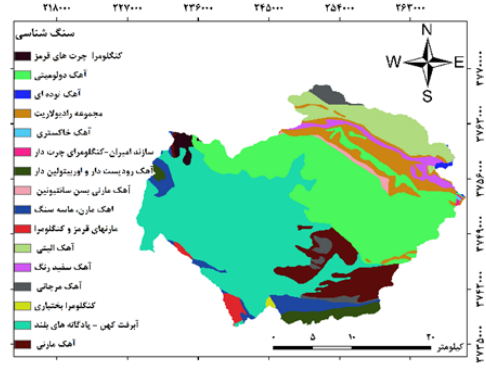 ۲۱۸۰۰۰ ۲۲۷۰۰۰ ۲۳۶۰۰۰ ۲۴۵۰۰۰ ۲۵۴۰۰۰ ۲۶۳۰۰۰
سنگ شناسی
کنگلومرا چرت های قرمز
آهک دولومیتی
آهک توده ای
مجموعه رادیولاریت
آهک خاکستری
سازند امیران-کنگلومرای چرت دار
آهک رودیست دار و اوربیتولین دار
آهک مارنی بسن سانتیونین
اهک مارن، ماسه سنگ
مارنهای قرمز و کنگلومرا
آهک الیتی
آهک سفید رنگ
آهک مرجانی
کنگلومرا بختیاری
آبرفت کهن - پادگانه های بلند
آهک مارنی
N
W E
S
۳۷۷۰۰۰۰
۳۷۶۳۰۰۰
۳۷۵۶۰۰۰
۳۷۴۹۰۰۰
۳۷۴۲۰۰۰
۳۷۳۵۰۰۰
۰ ۵ ۱۰ ۲۰
کیلومتر